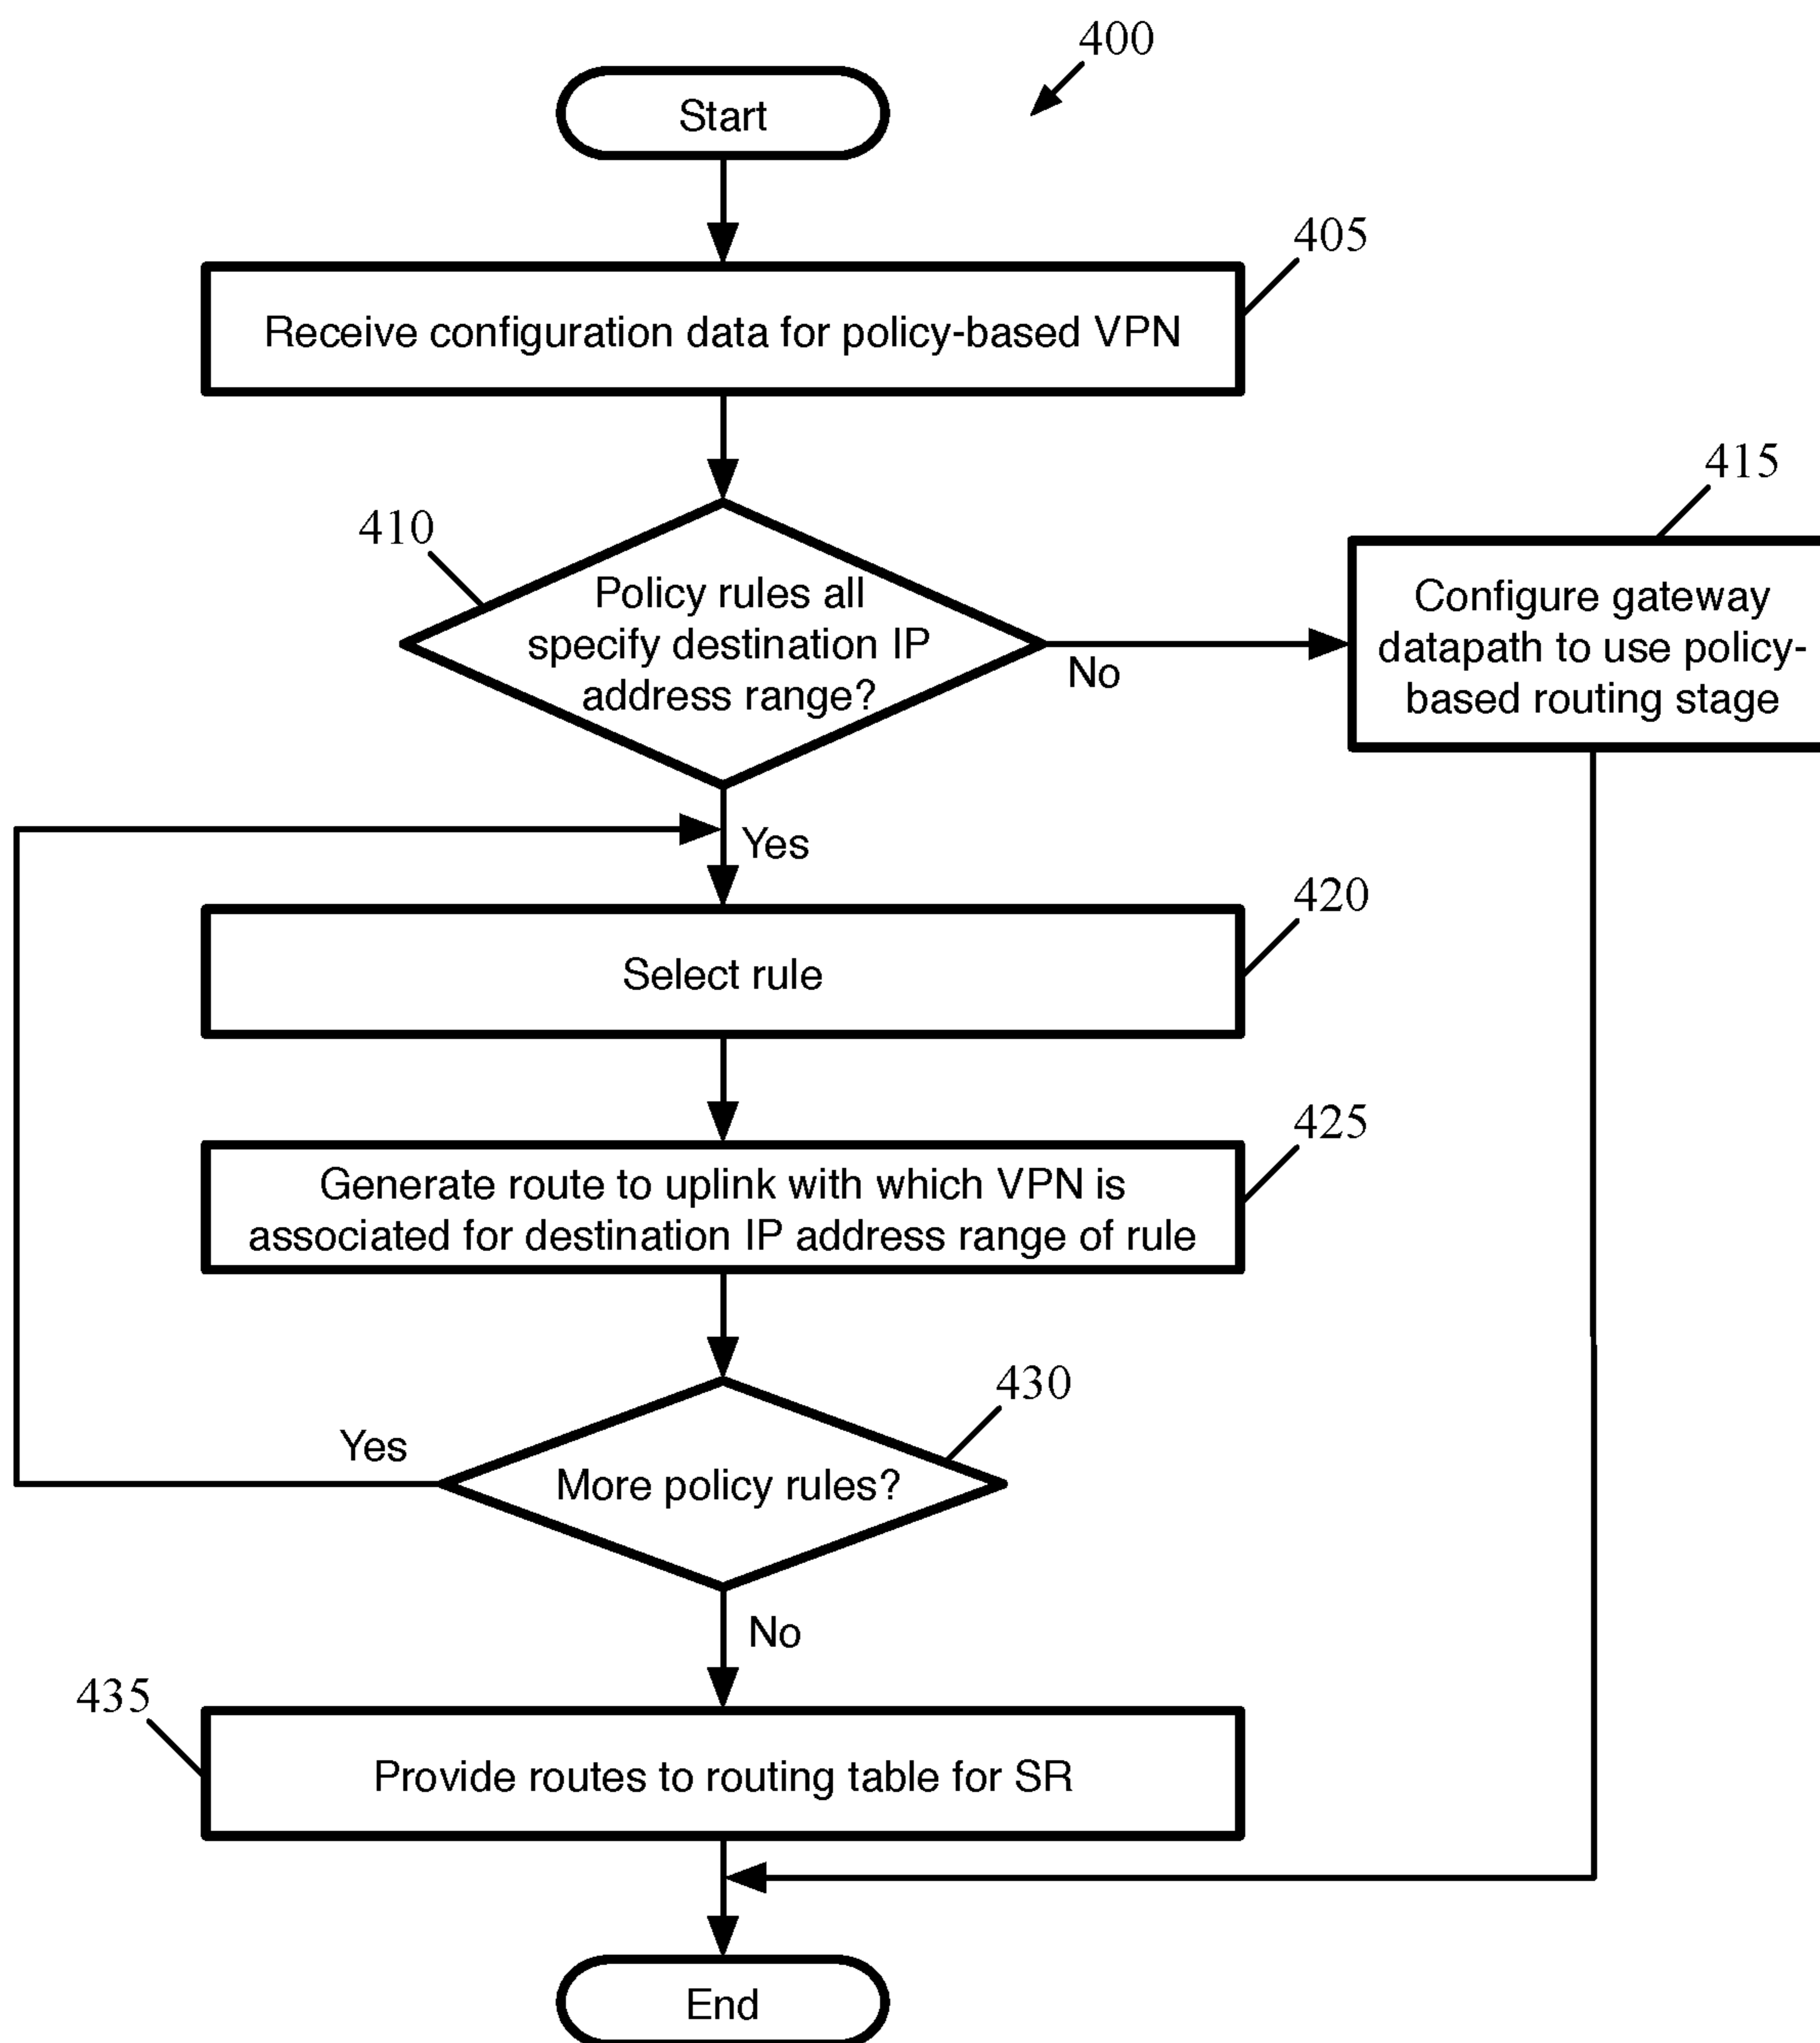 400
Start
405
Receive configuration data for policy-based VPN
410
Policy rules all
specify destination IP
address range?
No
415
Configure gateway
datapath to use policy-
based routing stage
Yes
420
Select rule
425
Generate route to uplink with which VPN is
associated for destination IP address range of rule
430
Yes
More policy rules?
No
435
Provide routes to routing table for SR
End